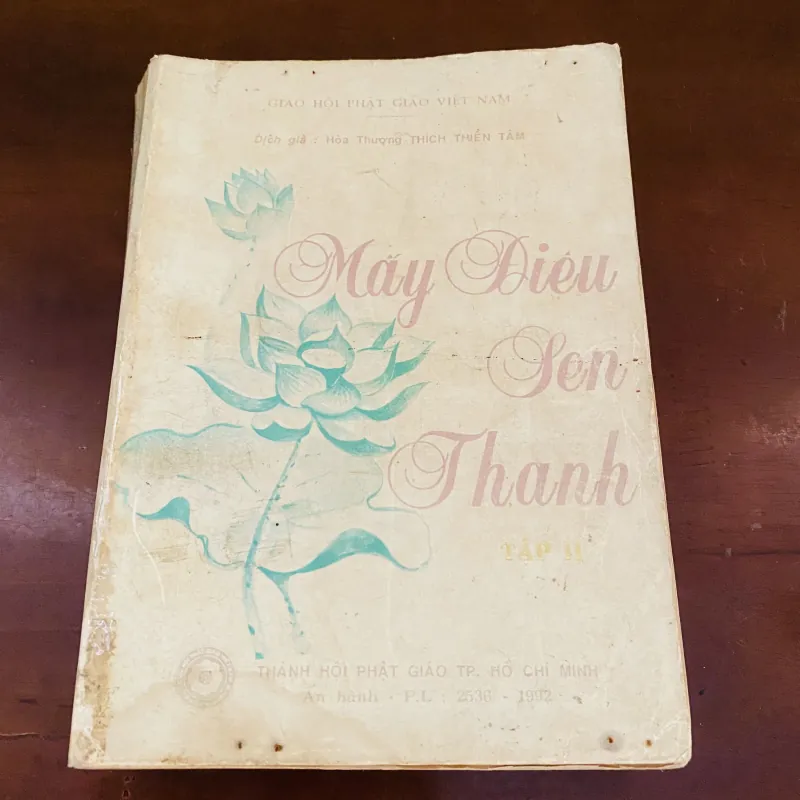 GIÁO HỘI PHẬT GIÁO VIỆT NAM
Dịch giả : Hòa Thượng THÍCH THIỀN TÂM
Mấy Điệu
Sen
Thanh
TẬP II
THÀNH HỘI PHẬT GIÁO TP. HỒ CHÍ MINH
Ấn hành - P.L : 2536 - 1992